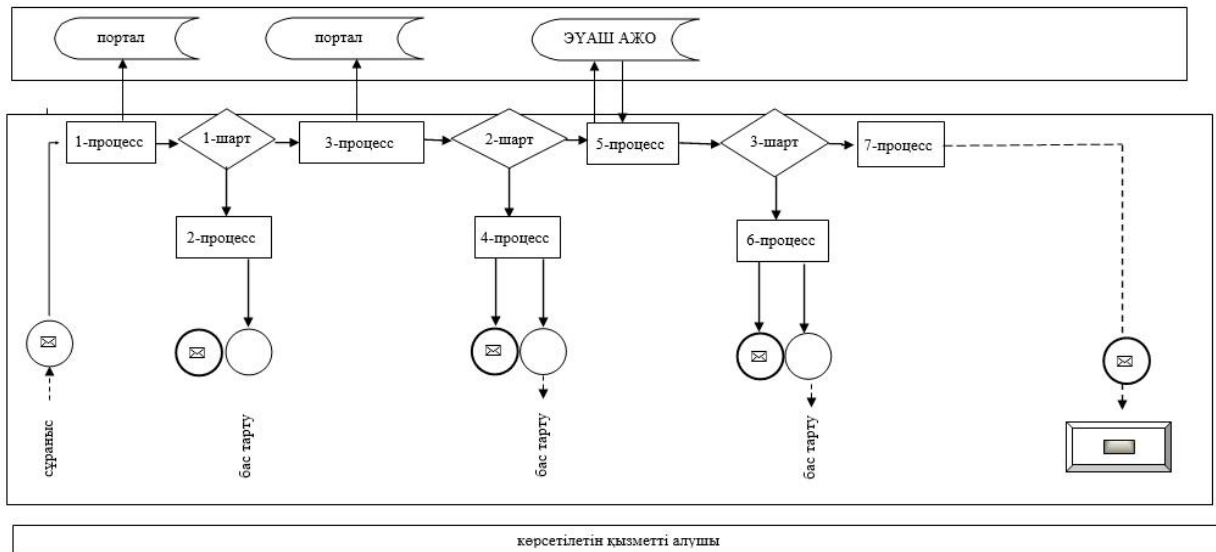 портал
портал
ЭҮАШ АЖО
1-процесс
1-шарт
3-процесс
2-шарт
5-процесс
3-шарт
7-процесс
2-процесс
4-процесс
6-процесс
сұраныс
бас тарту
бас тарту
бас тарту
көрсетілетін қызметті алушы